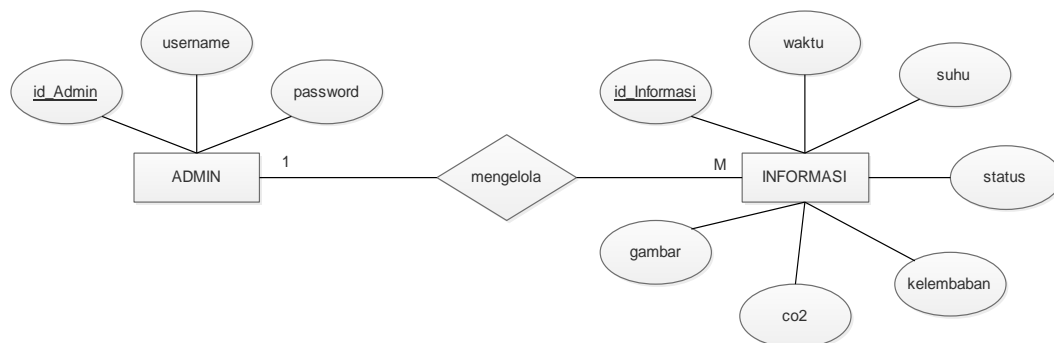 username
id_Admin
password
ADMIN
1
mengelola
M
waktu
id_Informasi
suhu
INFORMASI
status
gambar
kelembaban
co2